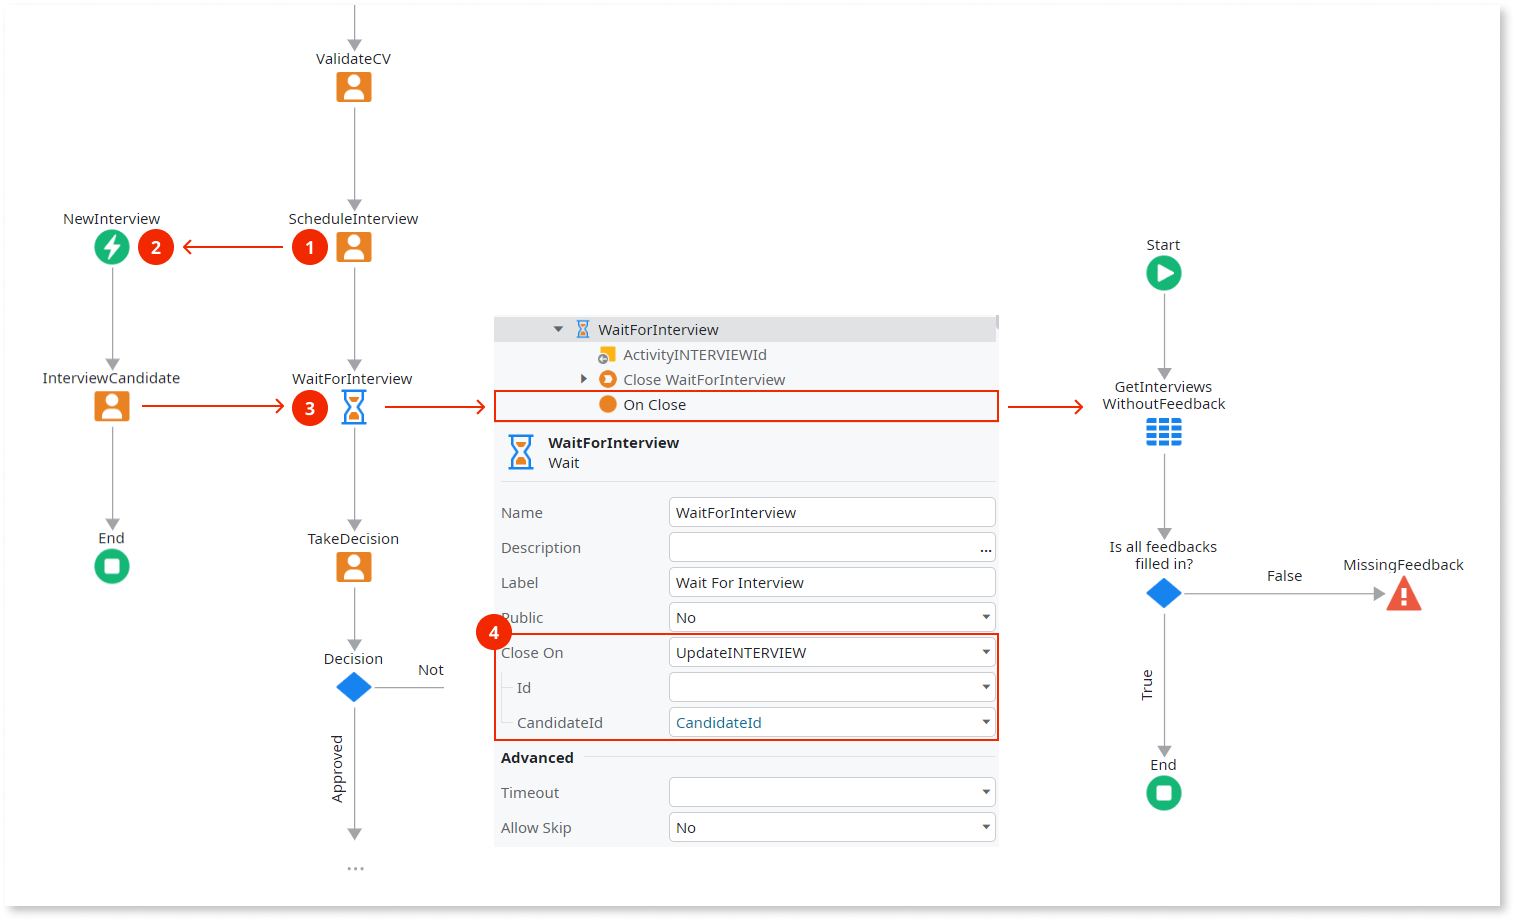 ValidateCV
NewInterview
ScheduleInterview
2
1
InterviewCandidate
WaitForInterview
3
End
TakeDecision
Decision
Not
Approved
...
WaitForInterview
ActivityINTERVIEWId
Close WaitForInterview
On Close
WaitForInterview
Wait
Name
WaitForInterview
Description
...
Label
Wait For Interview
Public
No
4
Close On
UpdateINTERVIEW
Id
CandidateId
CandidateId
Advanced
Timeout
Allow Skip
No
Start
GetInterviews
WithoutFeedback
Is all feedbacks
filled in?
False
MissingFeedback
True
End